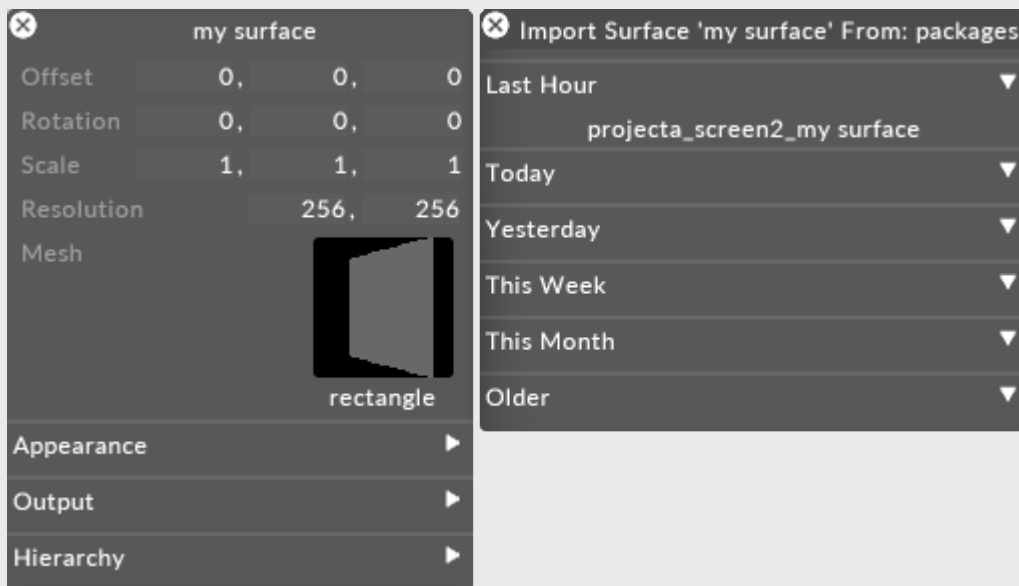 my surface
Offset 0, 0, 0
Rotation 0, 0, 0
Scale 1, 1, 1
Resolution 256, 256
Mesh
rectangle
Appearance
Output
Hierarchy
Import Surface 'my surface' From: packages
Last Hour
projecta_screen2_my surface
Today
Yesterday
This Week
This Month
Older